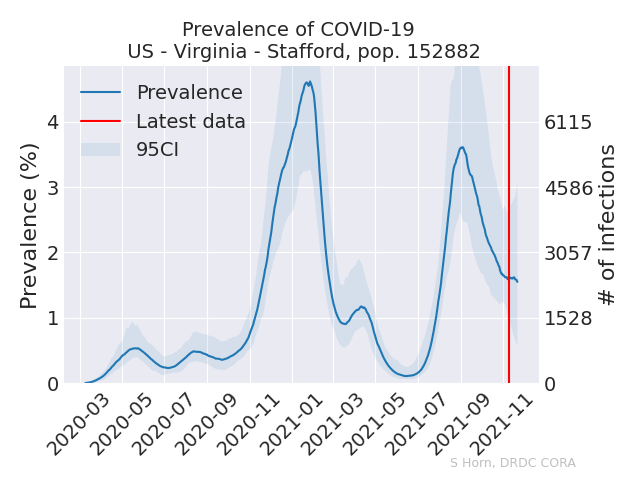 Prevalence of COVID-19
US - Virginia - Stafford, pop. 152882
Prevalence
Latest data
95CI
Prevalence (%)
4
3
2
1
0
6115
4586
3057
1528
0
# of infections
2020-03
2020-05
2020-07
2020-09
2020-11
2021-01
2021-03
2021-05
2021-07
2021-09
2021-11
S Horn, DRDC CORA